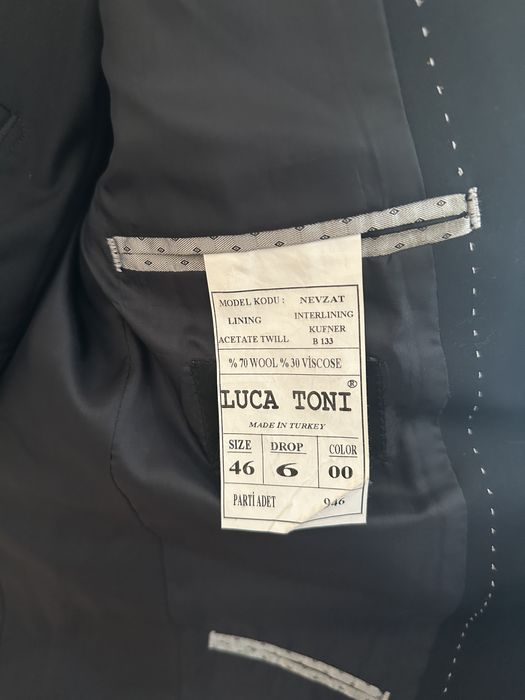 MODEL KODU : NEVZAT
LINING INTERLINING
KUFNER
ACETATE TWILL B 133
% 70 WOOL % 30 VİSCOSE
LUCA TONI ®
MADE İN TURKEY
SIZE DROP COLOR
46 6 00
PARTİ ADET 946